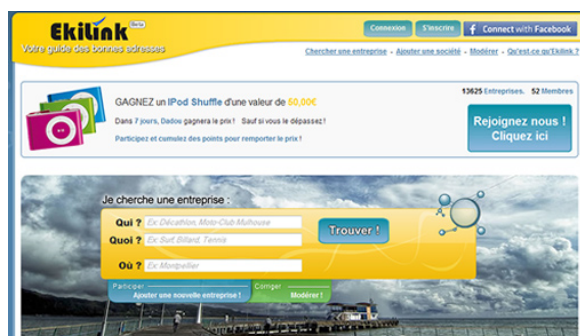 EkiLink Beta
Votre guide des bonnes adresses
Connexion S'inscrire f Connect with Facebook
Chercher une entreprise - Ajouter une société - Modérer - Qu'est-ce qu'Ekilink ?
GAGNEZ un IPod Shuffle d'une valeur de 50,00€
13625 Entreprises. 52 Membres
Dans 7 jours, Dadou gagnera le prix! Sauf si vous le dépassez!
Participez et cumulez des points pour remporter le prix!
Rejoignez nous !
Cliquez ici
Je cherche une entreprise :
Qui ? Ex: Décathlon, Moto-Club Mulhouse
Quoi ? Ex: Surf, Billard, Tennis
Trouver !
Où ? Ex: Montpellier
Participer
Ajouter une nouvelle entreprise !
Corriger
Modérer !